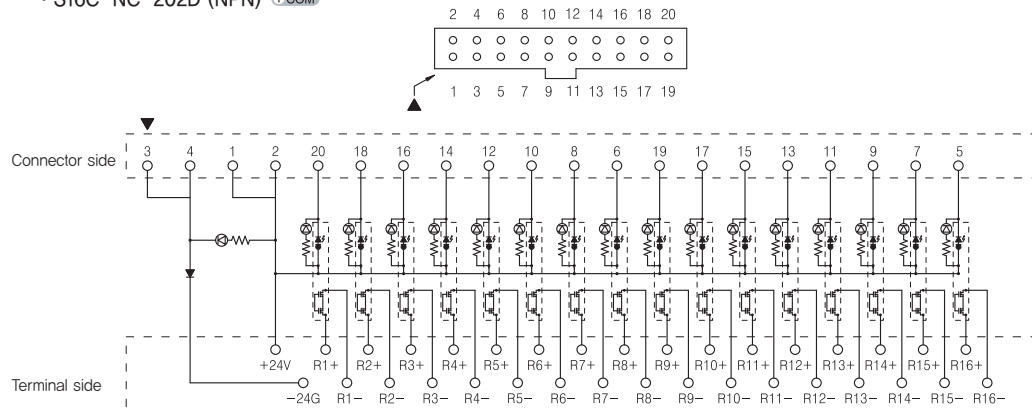 • S16C-NC-202D (NPN) +COM
2 4 6 8 10 12 14 16 18 20
1 3 5 7 9 11 13 15 17 19
Connector side
3 4 1 2 20 18 16 14 12 10 8 6 19 17 15 13 11 9 7 5
+24V R1+ R2+ R3+ R4+ R5+ R6+ R7+ R8+ R9+ R10+ R11+ R12+ R13+ R14+ R15+ R16+
Terminal side
-24G R1- R2- R3- R4- R5- R6- R7- R8- R9- R10- R11- R12- R13- R14- R15- R16-